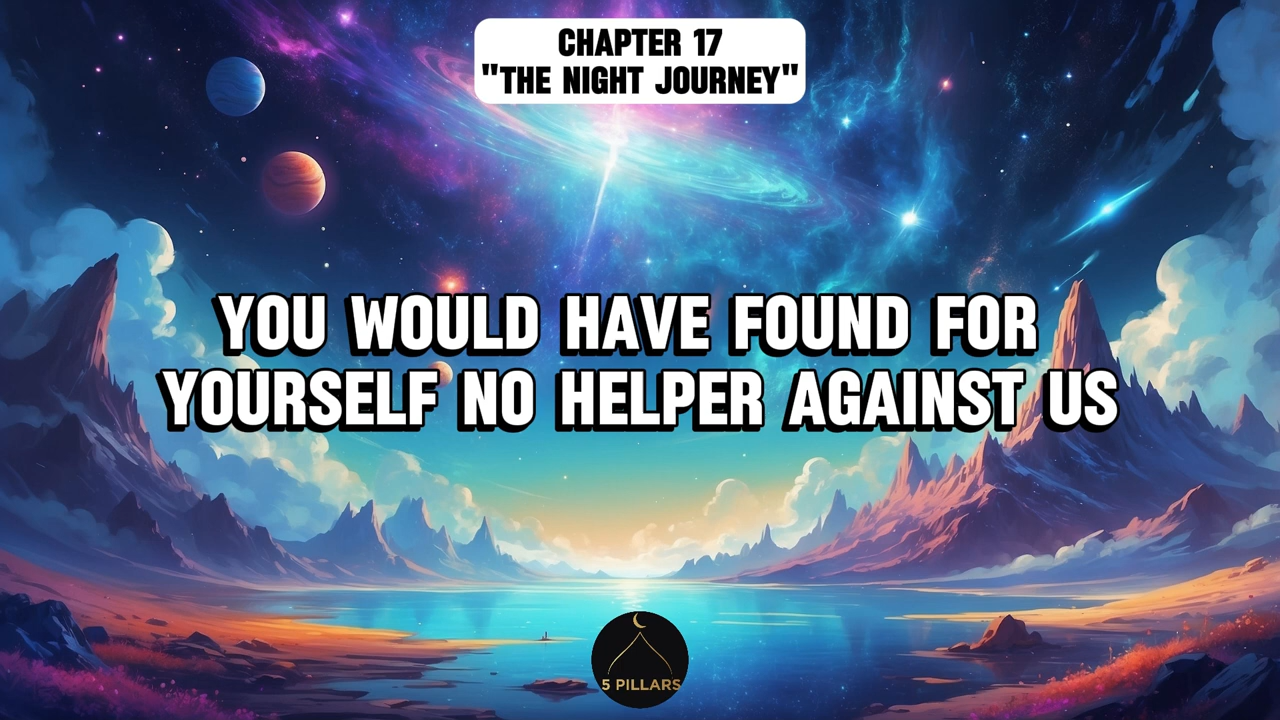 CHAPTER 17
"THE NIGHT JOURNEY"
YOU WOULD HAVE FOUND FOR
YOURSELF NO HELPER AGAINST US
5 PILLARS